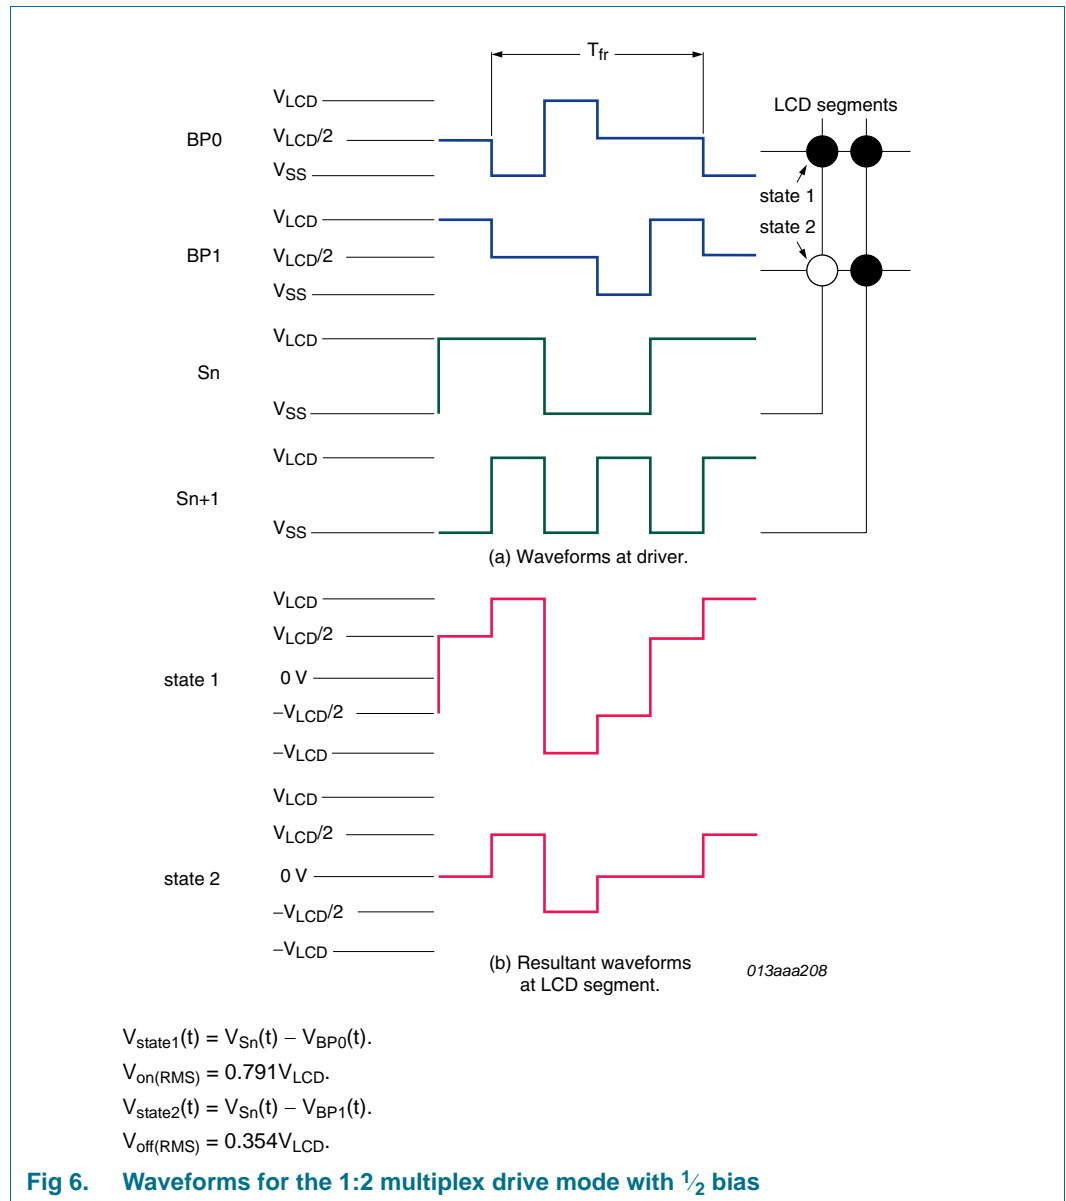 Tfr
VLCD
LCD segments
BP0
VLCD/2
VSS
state 1
VLCD
state 2
BP1
VLCD/2
VSS
VLCD
Sn
VSS
VLCD
Sn+1
VSS
(a) Waveforms at driver.
VLCD
VLCD/2
state 1
0 V
−VLCD/2
−VLCD
VLCD
VLCD/2
state 2
0 V
−VLCD/2
−VLCD
(b) Resultant waveforms
at LCD segment.
013aaa208
Vstate1(t) = VSn(t) − VBP0(t).
Von(RMS) = 0.791VLCD.
Vstate2(t) = VSn(t) − VBP1(t).
Voff(RMS) = 0.354VLCD.
Fig 6. Waveforms for the 1:2 multiplex drive mode with 1⁄2 bias